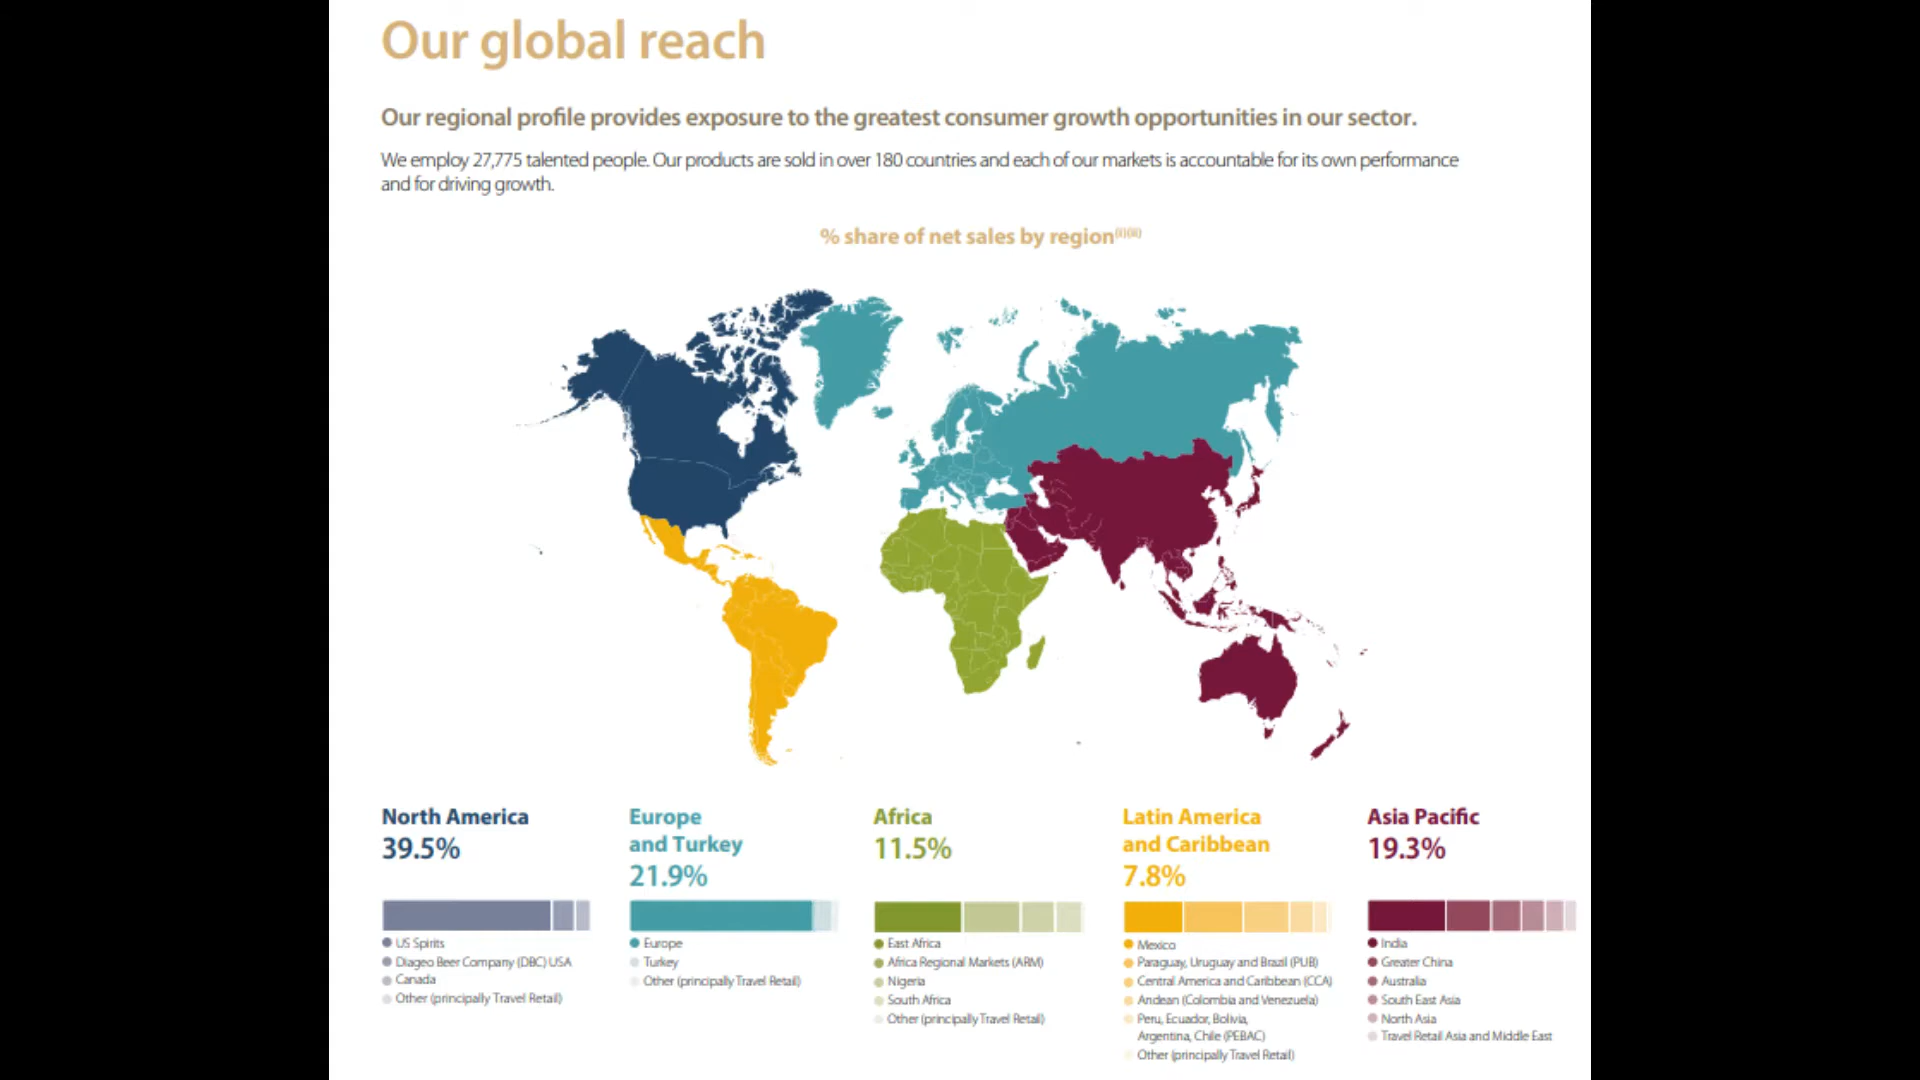 Our global reach
Our regional profile provides exposure to the greatest consumer growth opportunities in our sector.
We employ 27,775 talented people. Our products are sold in over 180 countries and each of our markets is accountable for its own performance
and for driving growth.
% share of net sales by region(i)(ii)
North America
39.5%
US Spirits
Diageo Beer Company (DBC) USA
Canada
Other (principally Travel Retail)
Europe
and Turkey
21.9%
Europe
Turkey
Other (principally Travel Retail)
Africa
11.5%
East Africa
Africa Regional Markets (ARM)
Nigeria
South Africa
Other (principally Travel Retail)
Latin America
and Caribbean
7.8%
Mexico
Paraguay, Uruguay and Brazil (PUB)
Central America and Caribbean (CCA)
Andean (Colombia and Venezuela)
Peru, Ecuador, Bolivia,
Argentina, Chile (PEBAC)
Other (principally Travel Retail)
Asia Pacific
19.3%
India
Greater China
Australia
South East Asia
North Asia
Travel Retail Asia and Middle East